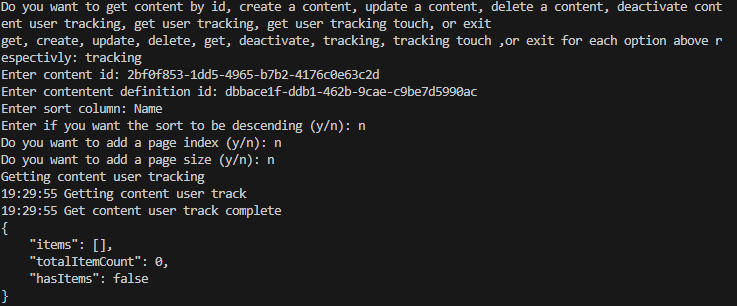 Do you want to get content by id, create a content, update a content, delete a content, deactivate cont
ent user tracking, get user tracking, get user tracking touch, or exit
get, create, update, delete, get, deactivate, tracking, tracking touch ,or exit for each option above r
espectivly: tracking
Enter content id: 2bf0f853-1dd5-4965-b7b2-4176c0e63c2d
Enter contentent definition id: dbbace1f-ddb1-462b-9cae-c9be7d5990ac
Enter sort column: Name
Enter if you want the sort to be descending (y/n): n
Do you want to add a page index (y/n): n
Do you want to add a page size (y/n): n
Getting content user tracking
19:29:55 Getting content user track
19:29:55 Get content user track complete
{
    "items": [],
    "totalItemCount": 0,
    "hasItems": false
}